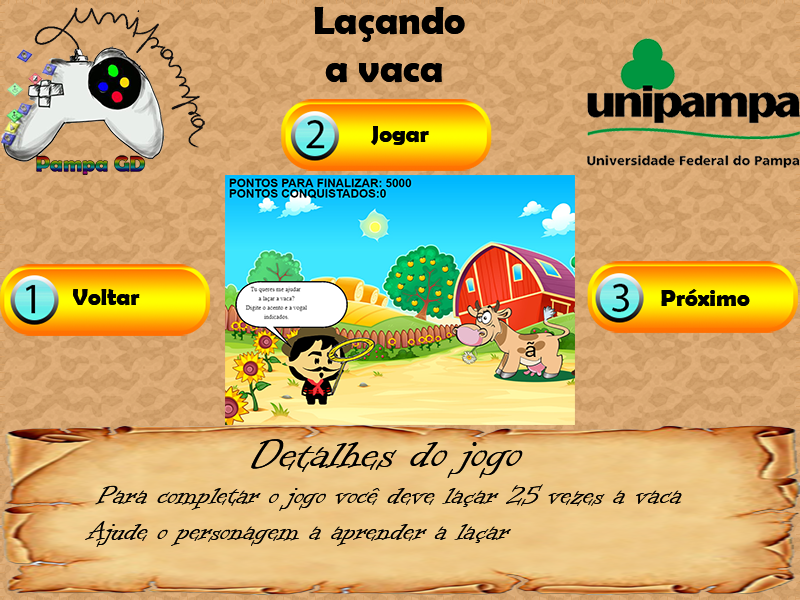 unipampa
Pampa GD
Laçando
a vaca
unipampa
Universidade Federal do Pampa
2 Jogar
PONTOS PARA FINALIZAR: 5000
PONTOS CONQUISTADOS:0
1 Voltar
3 Próximo
Tu queres me ajudar
a laçar a vaca?
Digite o acento e a vogal
indicados.
ã
Detalhes do jogo
Para completar o jogo você deve laçar 25 vezes a vaca
Ajude o personagem a aprender a laçar